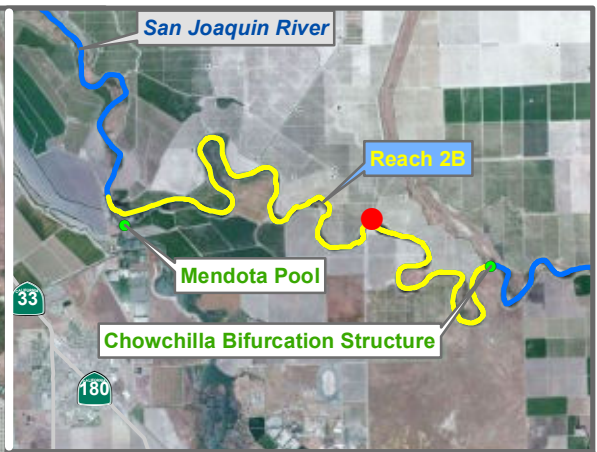 San Joaquin River
Reach 2B
Mendota Pool
33
Chowchilla Bifurcation Structure
180